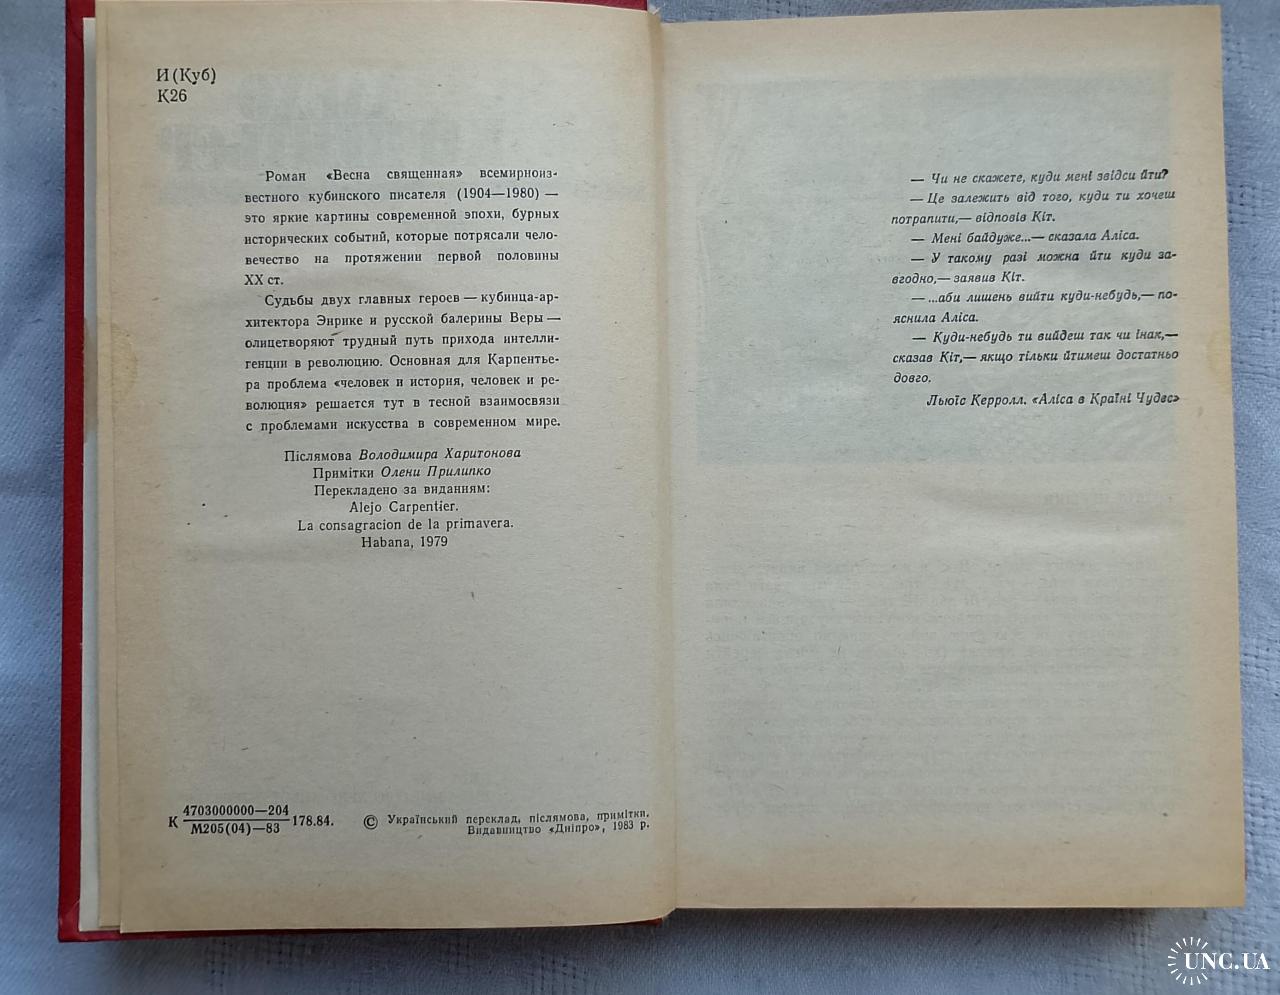 И(Куб)
К26
Роман «Весна священная» всемирноиз-
вестного кубинского писателя (1904—1980) —
это яркие картины современной эпохи, бурных
исторических событий, которые потрясали чело-
вечество на протяжении первой половины
XX ст.
Судьбы двух главных героев — кубинца-ар-
хитектора Энрике и русской балерины Веры —
олицетворяют трудный путь прихода интелли-
генции в революцию. Основная для Карпентье-
ра проблема «человек и история, человек и ре-
волюция» решается тут в тесной взаимосвязи
с проблемами искусства в современном мире.
Післямова Володимира Харитонова
Примітки Олени Прилипко
Перекладено за виданням:
Alejo Carpentier.
La consagracion de la primavera.
Habana, 1979
К 4703000000—204
М205(04)—83 178.84.
© Український переклад, післямова, примітки.
Видавництво «Дніпро», 1983 р.
— Чи не скажете, куди мені звідси йти?
— Це залежить від того, куди ти хочеш
потрапити,— відповів Кіт.
— Мені байдуже...— сказала Аліса.
— У такому разі можна йти куди за-
вгодно,— заявив Кіт.
—...аби лишень вийти куди-небудь,— по-
яснила Аліса.
— Куди-небудь ти вийдеш так чи інак,—
сказав Кіт,— якщо тільки йтимеш достатньо
довго.
Льюїс Керролл. «Аліса в Країні Чудес»
UNC.UA